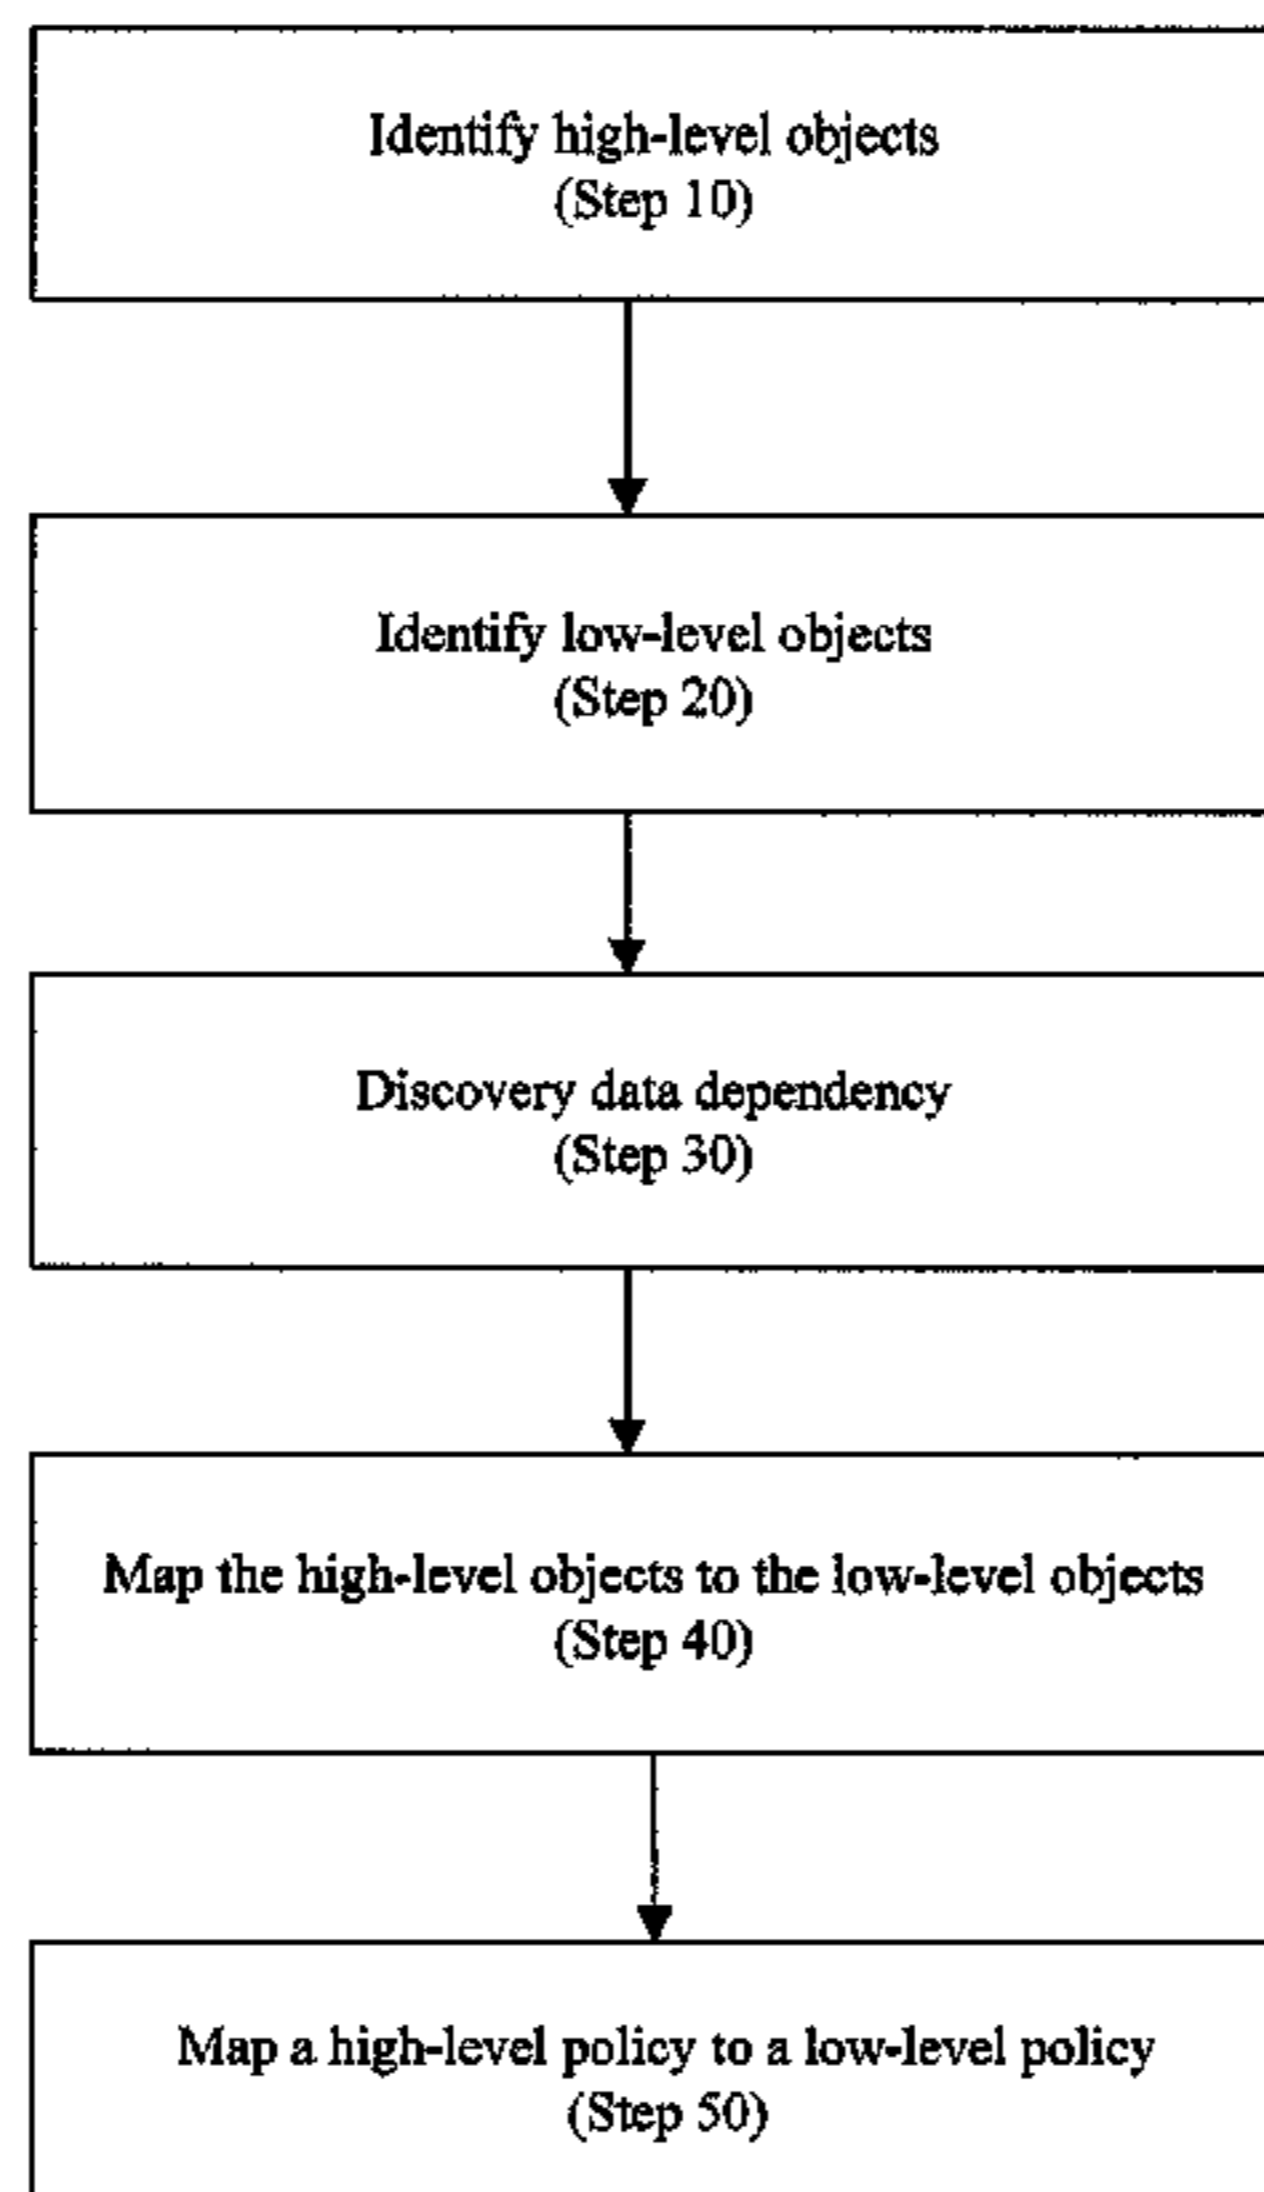 Identify high-level objects
(Step 10)
Identify low-level objects
(Step 20)
Discovery data dependency
(Step 30)
Map the high-level objects to the low-level objects
(Step 40)
Map a high-level policy to a low-level policy
(Step 50)